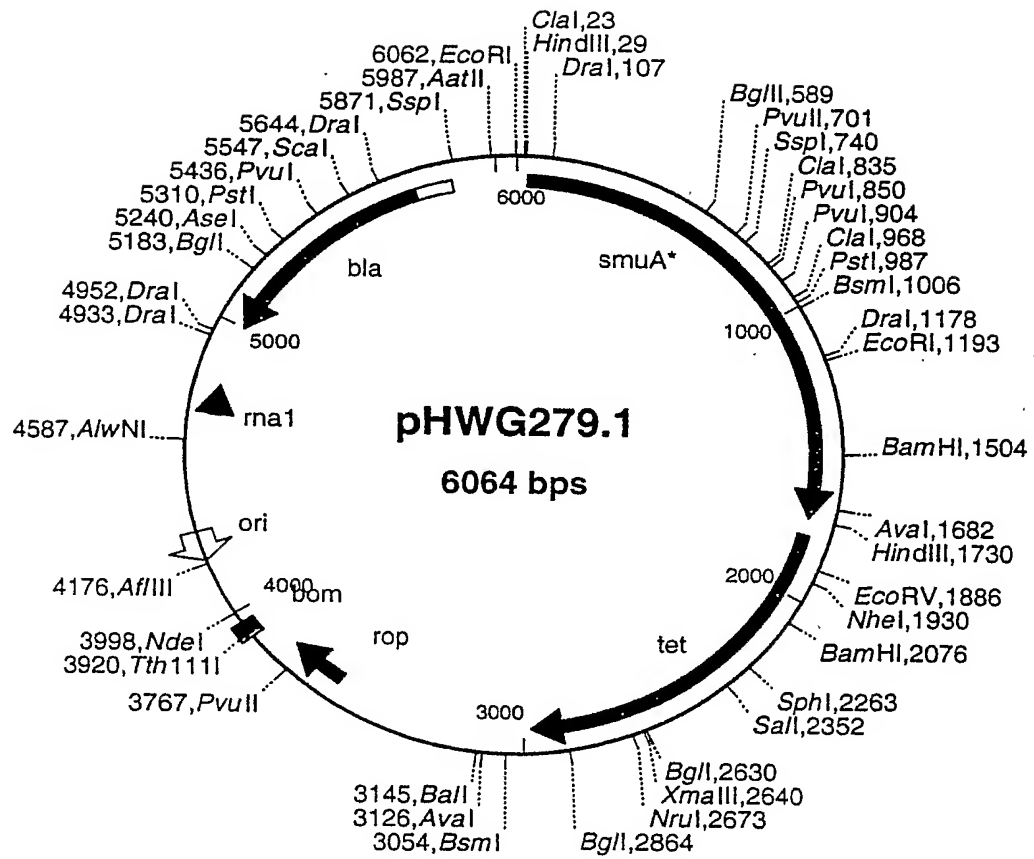 ClaI,23
HindIII,29
DraI,107
BglII,589
PvuII,701
SspI,740
ClaI,835
PvuI,850
PvuI,904
ClaI,968
PstI,987
BsmI,1006
DraI,1178
EcoRI,1193
BamHI,1504
AvaI,1682
HindIII,1730
EcoRV,1886
NheI,1930
BamHI,2076
SphI,2263
SalI,2352
BglI,2630
XmaIII,2640
NruI,2673
BglI,2864
3054,BsmI
3126,AvaI
3145,BalI
3767,PvuII
3920,Tth111I
3998,NdeI
4176,AflIII
4587,AlwNI
4933,DraI
4952,DraI
5183,BglI
5240,AseI
5310,PstI
5436,PvuI
5547,ScaI
5644,DraI
5871,SspI
5987,AatII
6062,EcoRI
6000
smuA*
1000
2000
tet
3000
rop
bom
4000
ori
rna1
5000
bla
pHWG279.1
6064 bps